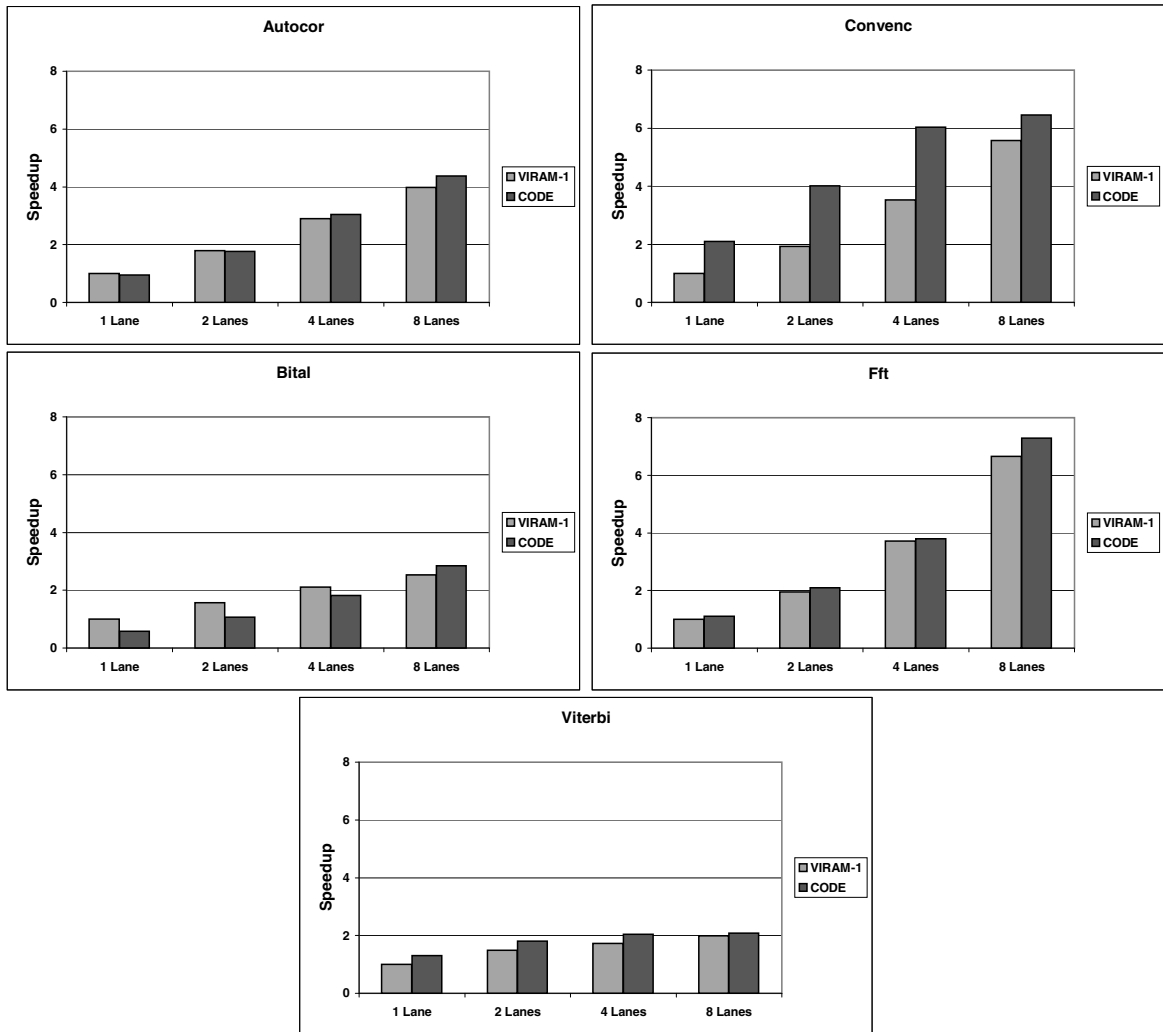 Autocor
Speedup
8
6
4
2
0
1 Lane
2 Lanes
4 Lanes
8 Lanes
VIRAM-1
CODE
Convenc
Speedup
8
6
4
2
0
1 Lane
2 Lanes
4 Lanes
8 Lanes
VIRAM-1
CODE
Bital
Speedup
8
6
4
2
0
1 Lane
2 Lanes
4 Lanes
8 Lanes
VIRAM-1
CODE
Fft
Speedup
8
6
4
2
0
1 Lane
2 Lanes
4 Lanes
8 Lanes
VIRAM-1
CODE
Viterbi
Speedup
8
6
4
2
0
1 Lane
2 Lanes
4 Lanes
8 Lanes
VIRAM-1
CODE